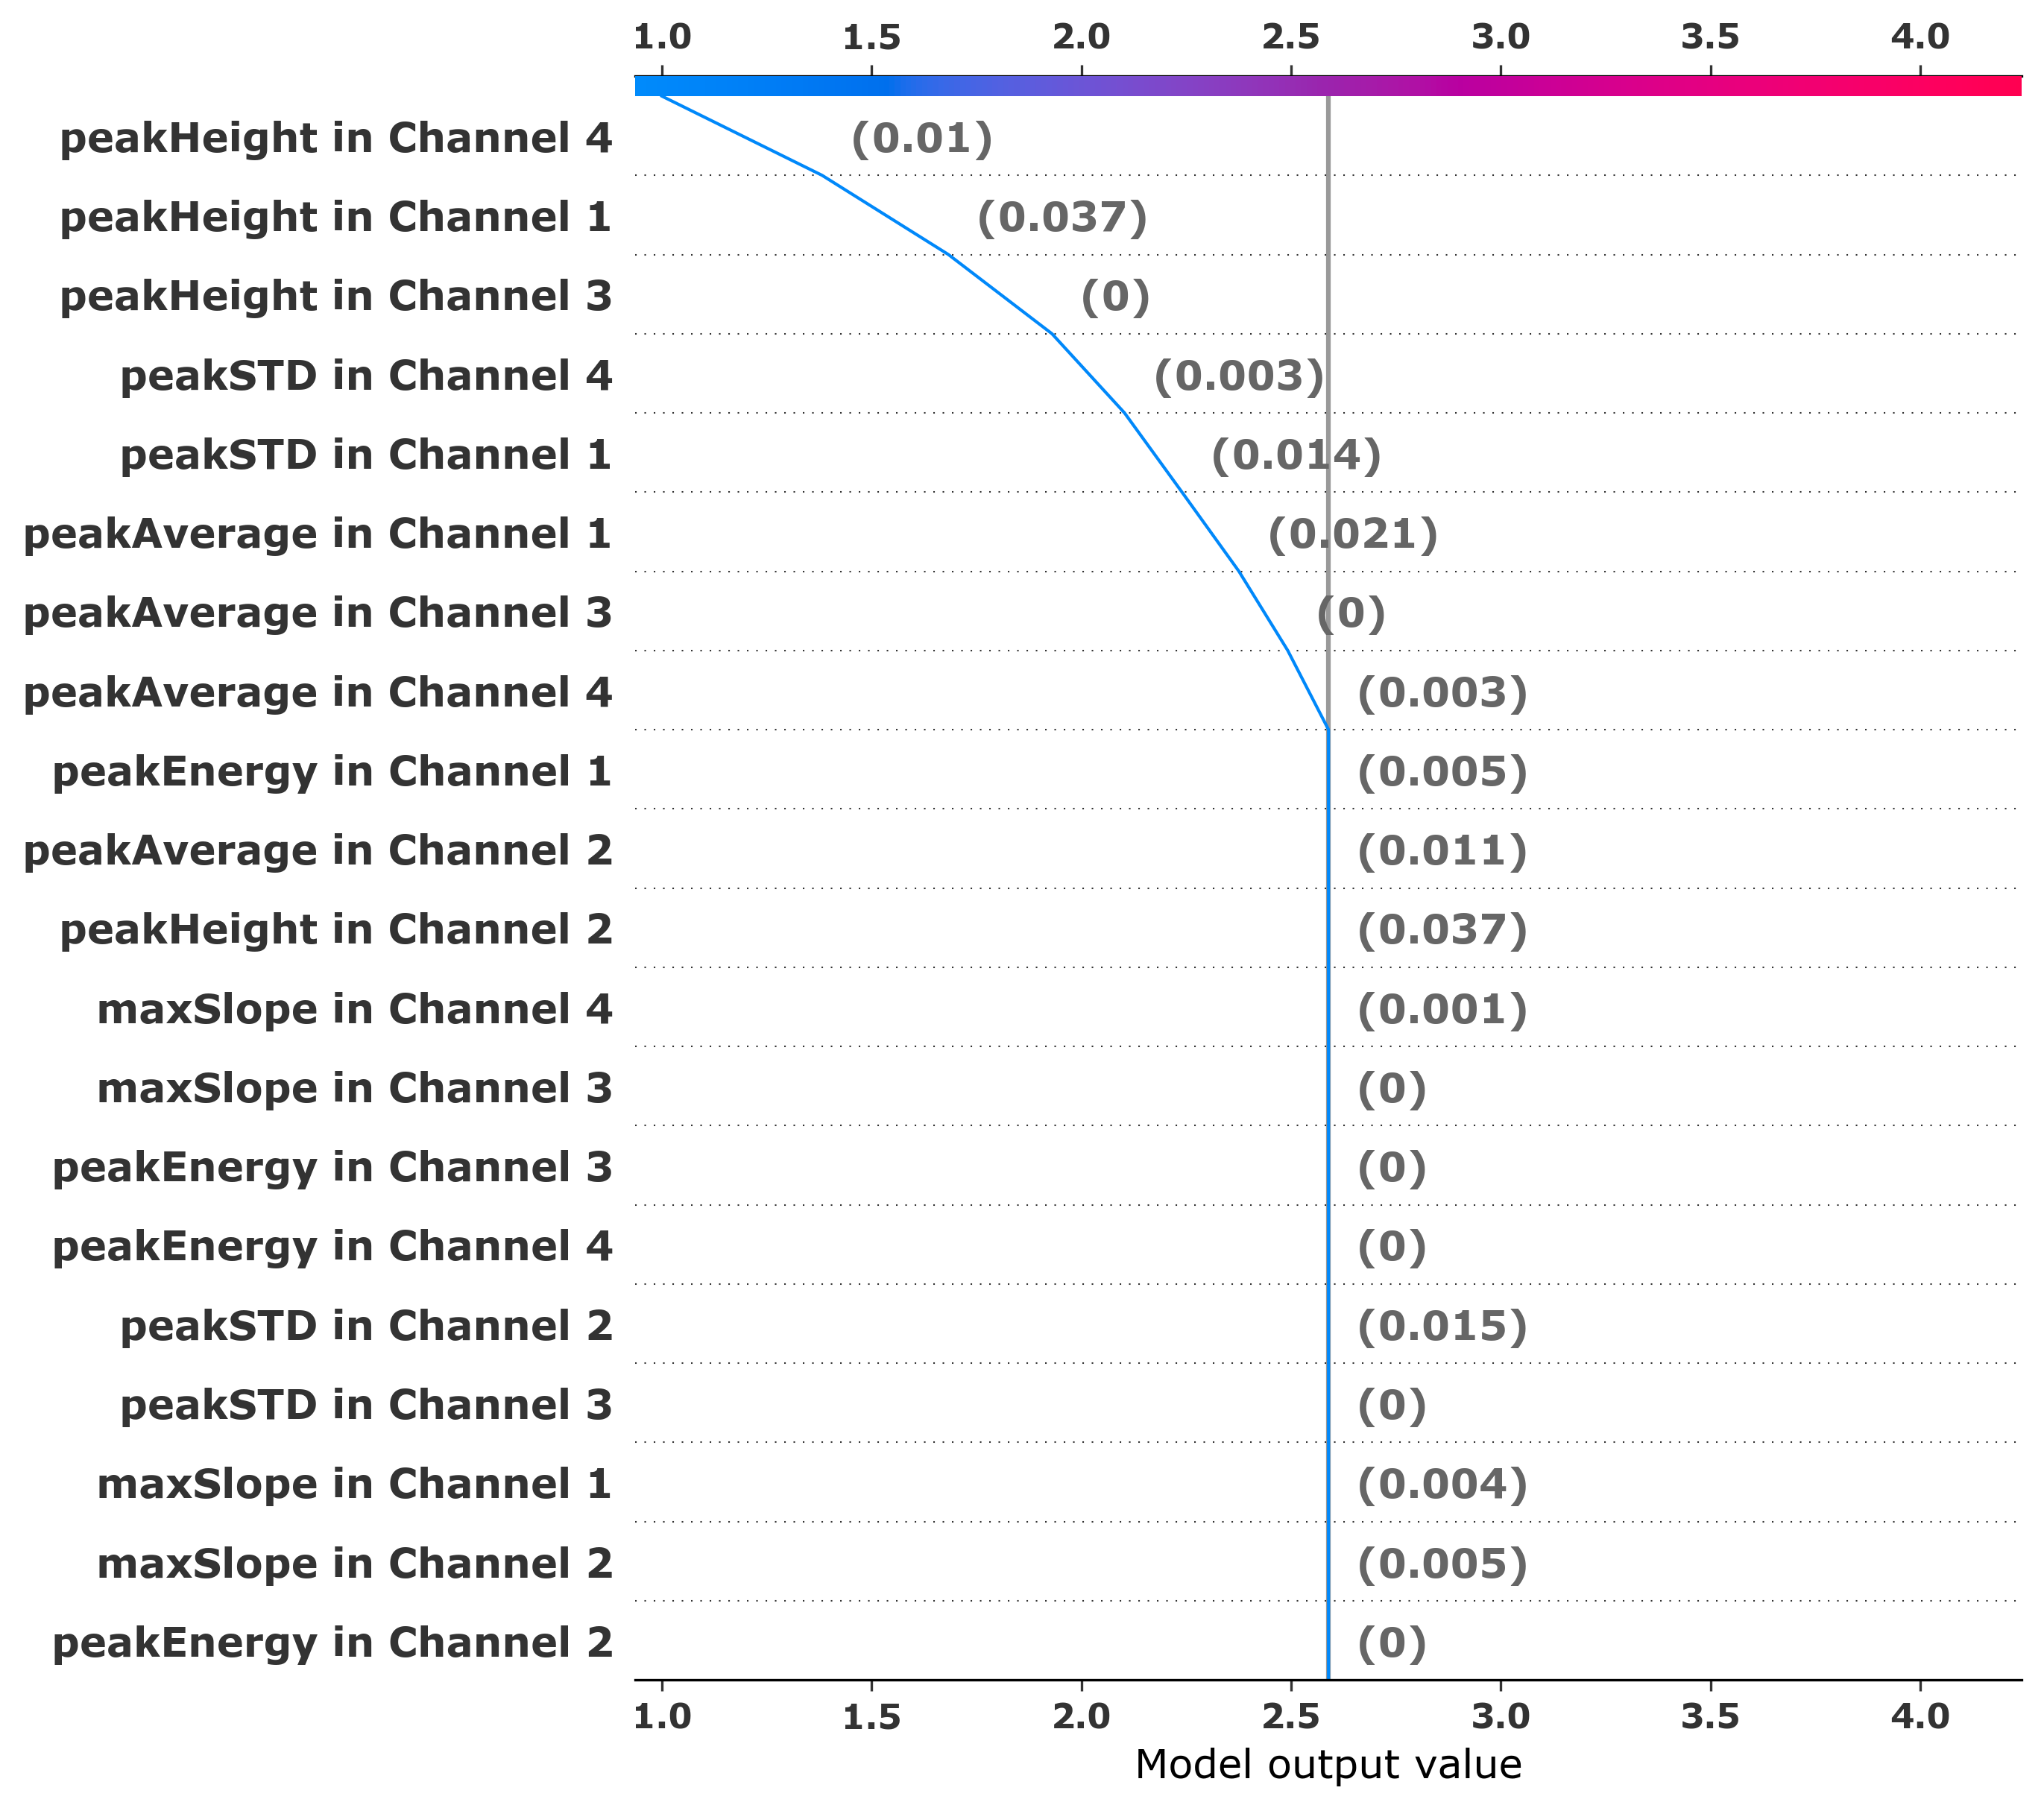 1.0 1.5 2.0 2.5 3.0 3.5 4.0
peakHeight in Channel 4 (0.01)
peakHeight in Channel 1 (0.037)
peakHeight in Channel 3 (0)
peakSTD in Channel 4 (0.003)
peakSTD in Channel 1 (0.014)
peakAverage in Channel 1 (0.021)
peakAverage in Channel 3 (0)
peakAverage in Channel 4 (0.003)
peakEnergy in Channel 1 (0.005)
peakAverage in Channel 2 (0.011)
peakHeight in Channel 2 (0.037)
maxSlope in Channel 4 (0.001)
maxSlope in Channel 3 (0)
peakEnergy in Channel 3 (0)
peakEnergy in Channel 4 (0)
peakSTD in Channel 2 (0.015)
peakSTD in Channel 3 (0)
maxSlope in Channel 1 (0.004)
maxSlope in Channel 2 (0.005)
peakEnergy in Channel 2 (0)
1.0 1.5 2.0 2.5 3.0 3.5 4.0
Model output value